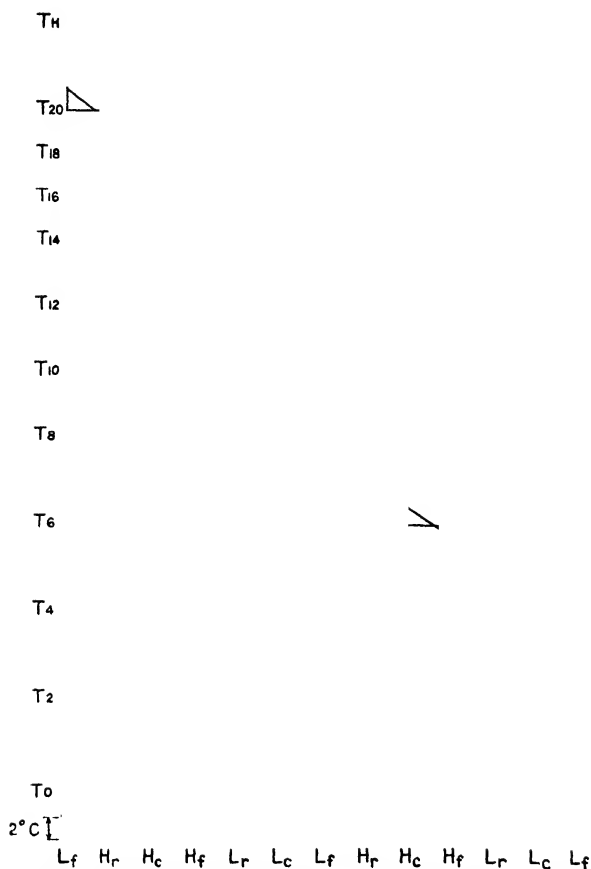 TH
T20
T18
T16
T14
T12
T10
T8
T6
T4
T2
T0
2°C
Lf Hr Hc Hf Lr Lc Lf Hr Hc Hf Lr Lc Lf